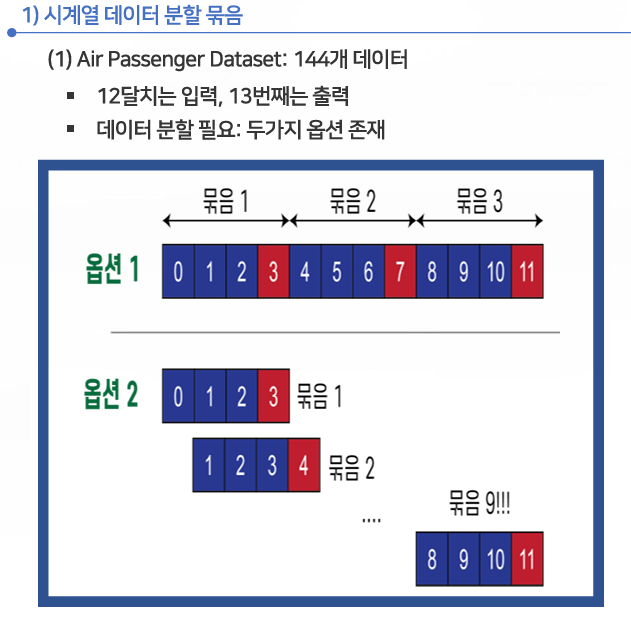 1) 시계열 데이터 분할 묶음
(1) Air Passenger Dataset: 144개 데이터
▪ 12달치는 입력, 13번째는 출력
▪ 데이터 분할 필요: 두가지 옵션 존재
묶음 1 묶음 2 묶음 3
옵션 1 0 1 2 3 4 5 6 7 8 9 10 11
옵션 2 0 1 2 3 묶음 1
1 2 3 4 묶음 2
묶음 9!!!
....
8 9 10 11